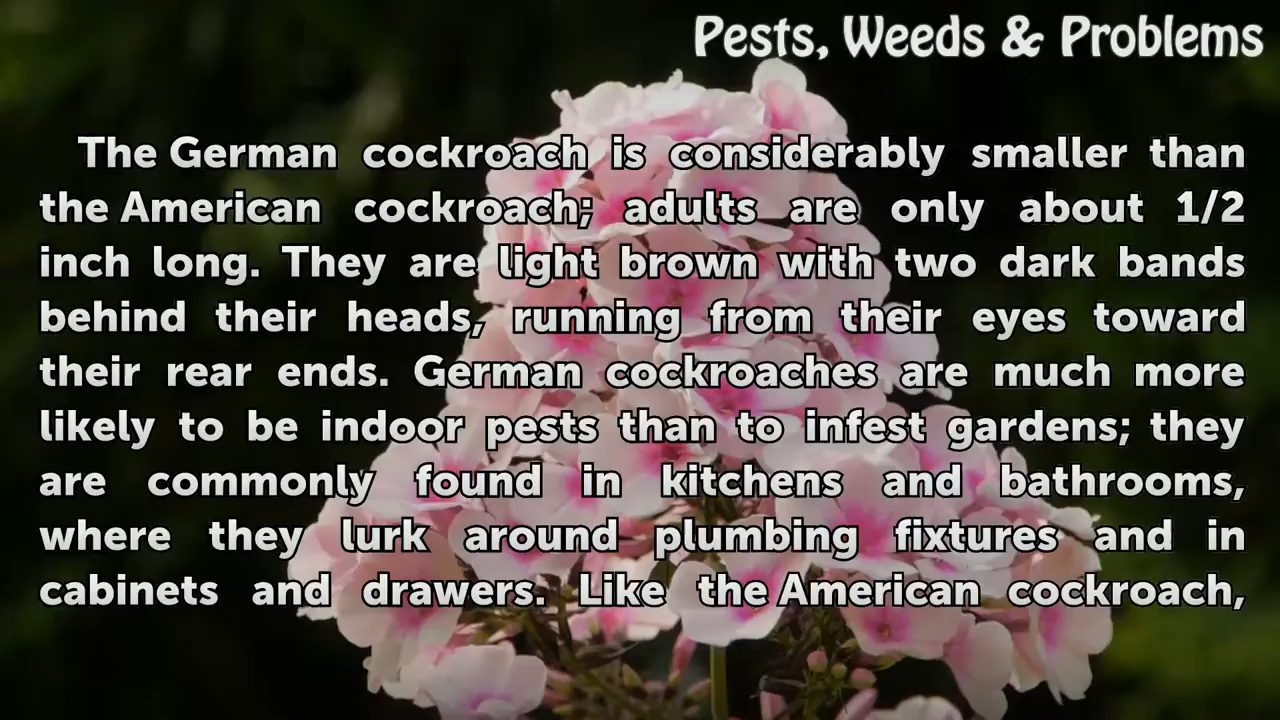 Pests, Weeds & Problems
The German cockroach is considerably smaller than
the American cockroach; adults are only about 1/2
inch long. They are light brown with two dark bands
behind their heads, running from their eyes toward
their rear ends. German cockroaches are much more
likely to be indoor pests than to infest gardens; they
are commonly found in kitchens and bathrooms,
where they lurk around plumbing fixtures and in
cabinets and drawers. Like the American cockroach,